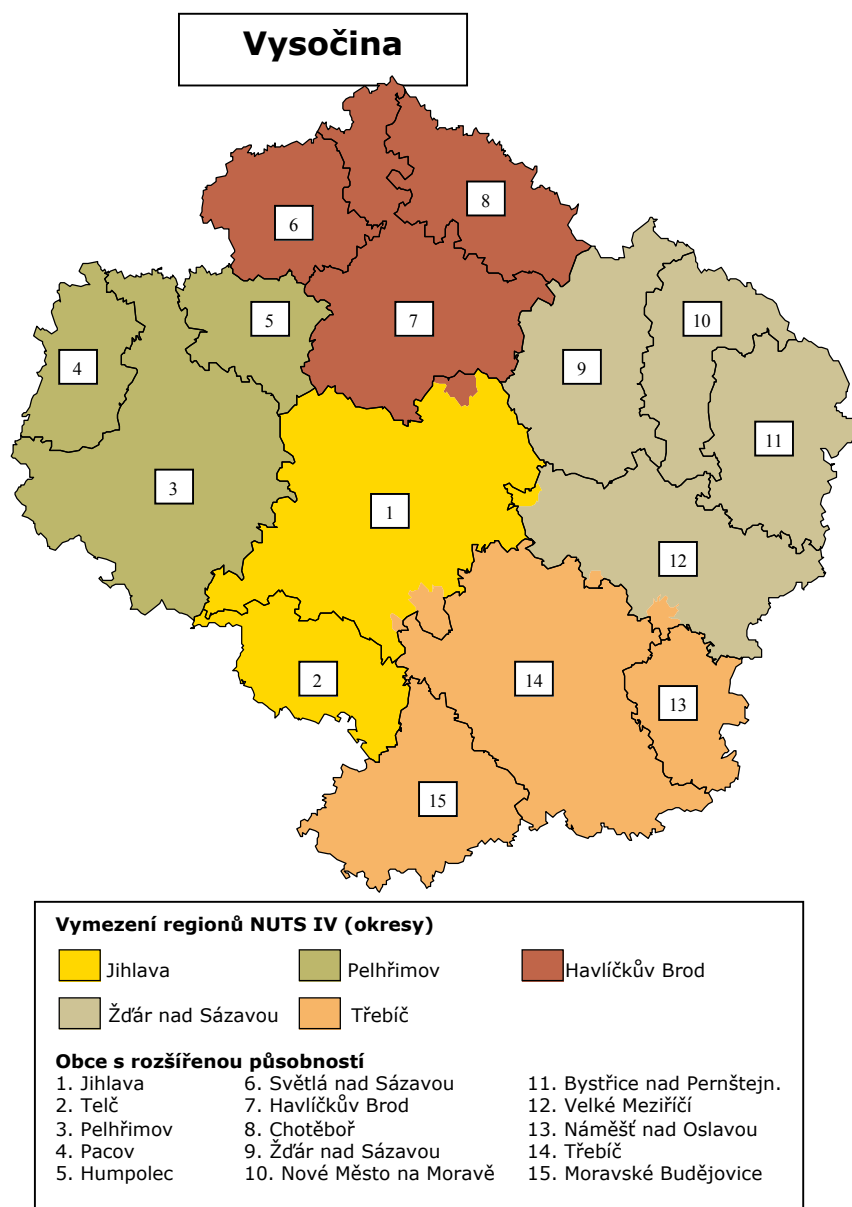 Vysočina
8
6
7
5
10
9
4
11
3
1
12
2
14
13
15
Vymezení regionů NUTS IV (okresy)
Jihlava
Pelhřimov
Havlíčkův Brod
Žďár nad Sázavou
Třebíč
Obce s rozšířenou působností
1. Jihlava
2. Telč
3. Pelhřimov
4. Pacov
5. Humpolec
6. Světlá nad Sázavou
7. Havlíčkův Brod
8. Chotěboř
9. Žďár nad Sázavou
10. Nové Město na Moravě
11. Bystřice nad Pernštejn.
12. Velké Meziříčí
13. Náměšť nad Oslavou
14. Třebíč
15. Moravské Budějovice